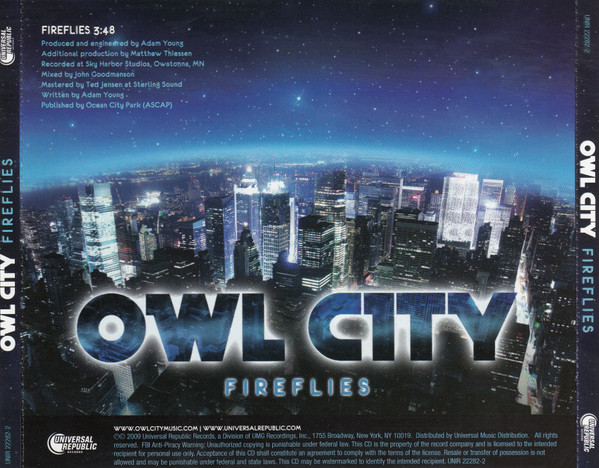 FIREFLIES 3:48
Produced and engineered by Adam Young
Additional production by Matthew Thiessen
Recorded at Sky Harbor Studios, Owatonna, MN
Mixed by John Goodmanson
Mastered by Ted Jensen at Sterling Sound
Written by Adam Young
Published by Ocean City Park (ASCAP)
OWL CITY
FIREFLIES
WWW.OWLCITYMUSIC.COM | WWW.UNIVERSALREPUBLIC.COM
©℗ 2009 Universal Republic Records, a Division of UMG Recordings, Inc., 1755 Broadway, New York, NY 10019. Distributed by Universal Music Distribution. All rights
reserved. FBI Anti-Piracy Warning: Unauthorized copying is punishable under federal law. This CD is the property of the record company and is licensed to the intended
recipient for personal use only. Acceptance of this CD shall constitute an agreement to comply with the terms of the license. Resale or transfer of possession is not
allowed and may be punishable under federal and state laws. This CD may be watermarked to identify the intended recipient. UNIR 22282-2
UNIVERSAL
REPUBLIC
RECORDS
UNIR 22282-2
OWL CITY FIREFLIES
UNIVERSAL
REPUBLIC
UNIR 22282-2
OWL CITY FIREFLIES
UNIVERSAL
REPUBLIC